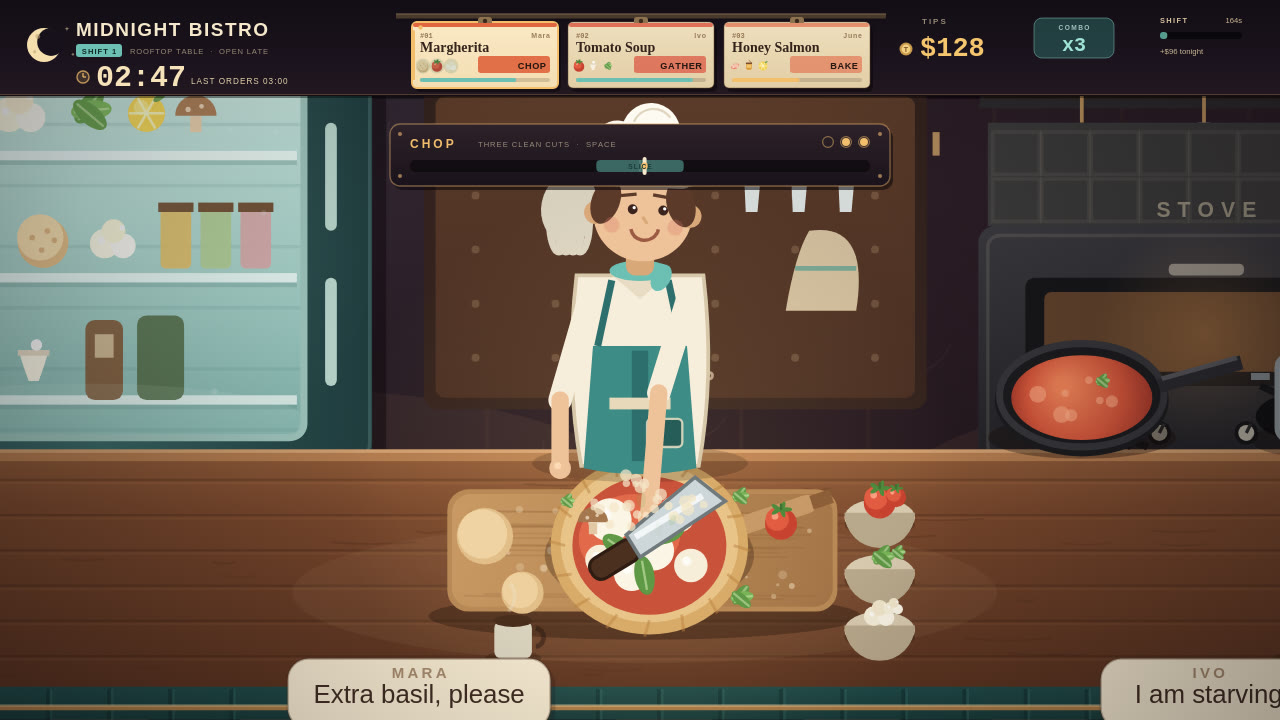 MIDNIGHT BISTRO
SHIFT 1 ROOFTOP TABLE · OPEN LATE
02:47 LAST ORDERS 03:00
#01 Mara
Margherita
CHOP
#02 Ivo
Tomato Soup
GATHER
#03 June
Honey Salmon
BAKE
TIPS
$128
COMBO
x3
SHIFT 164s
+$96 tonight
CHOP THREE CLEAN CUTS · SPACE
SLICE
STOVE
MARA
Extra basil, please
IVO
I am starving